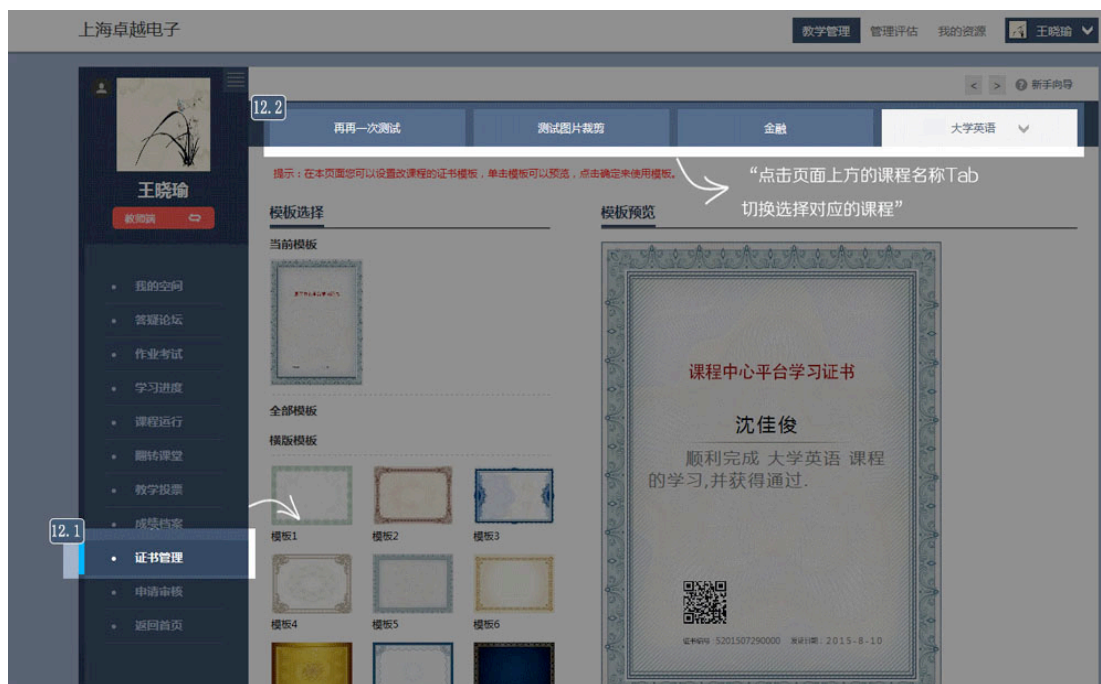 上海卓越电子
教学管理 管理评估 我的资源 王晓瑜
< > 新手向导
12.2
再再一次测试 测试图片裁剪 金融 大学英语
王晓瑜
教师端
提示：在本页面您可以设置改课程的证书模板，单击模板可以预览，点击确定来使用模板。
“点击页面上方的课程名称Tab
切换选择对应的课程”
模板选择
模板预览
当前模板
我的空间
答疑论坛
作业考试
学习进度
课程运行
翻转课堂
教学投票
成绩档案
12.1
证书管理
申请审核
返回首页
全部模板
横版模板
模板1 模板2 模板3
模板4 模板5 模板6
课程中心平台学习证书
沈佳俊
顺利完成 大学英语 课程
的学习,并获得通过.
证书编号 5201507290000 发证日期：2015-8-10